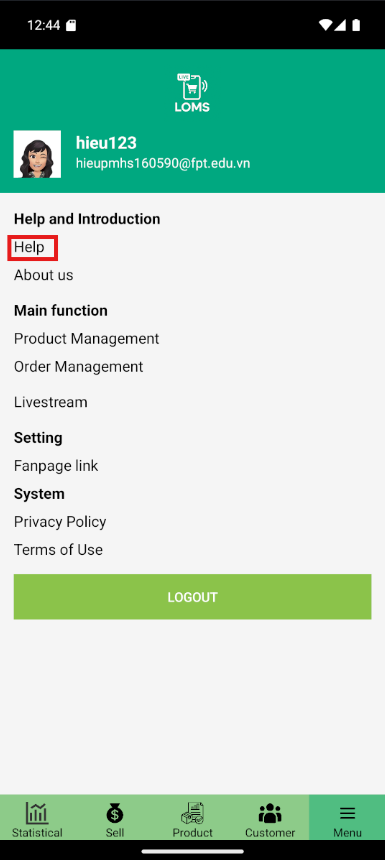 12:44
LIVE
LOMS
hieu123
hieupmhs160590@fpt.edu.vn
Help and Introduction
Help
About us
Main function
Product Management
Order Management
Livestream
Setting
Fanpage link
System
Privacy Policy
Terms of Use
LOGOUT
Statistical Sell Product Customer Menu